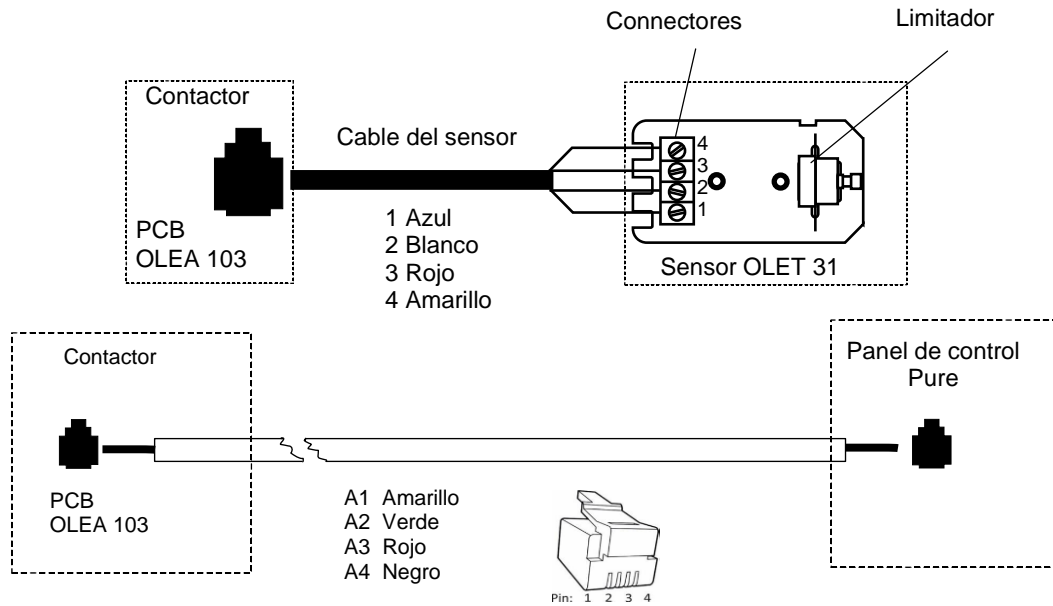 Connectores
Limitador
Contactor
Cable del sensor
4
3
2
1
PCB
OLEA 103
1 Azul
2 Blanco
3 Rojo
4 Amarillo
Sensor OLET 31
Contactor
Panel de control
Pure
PCB
OLEA 103
A1 Amarillo
A2 Verde
A3 Rojo
A4 Negro
Pin: 1 2 3 4